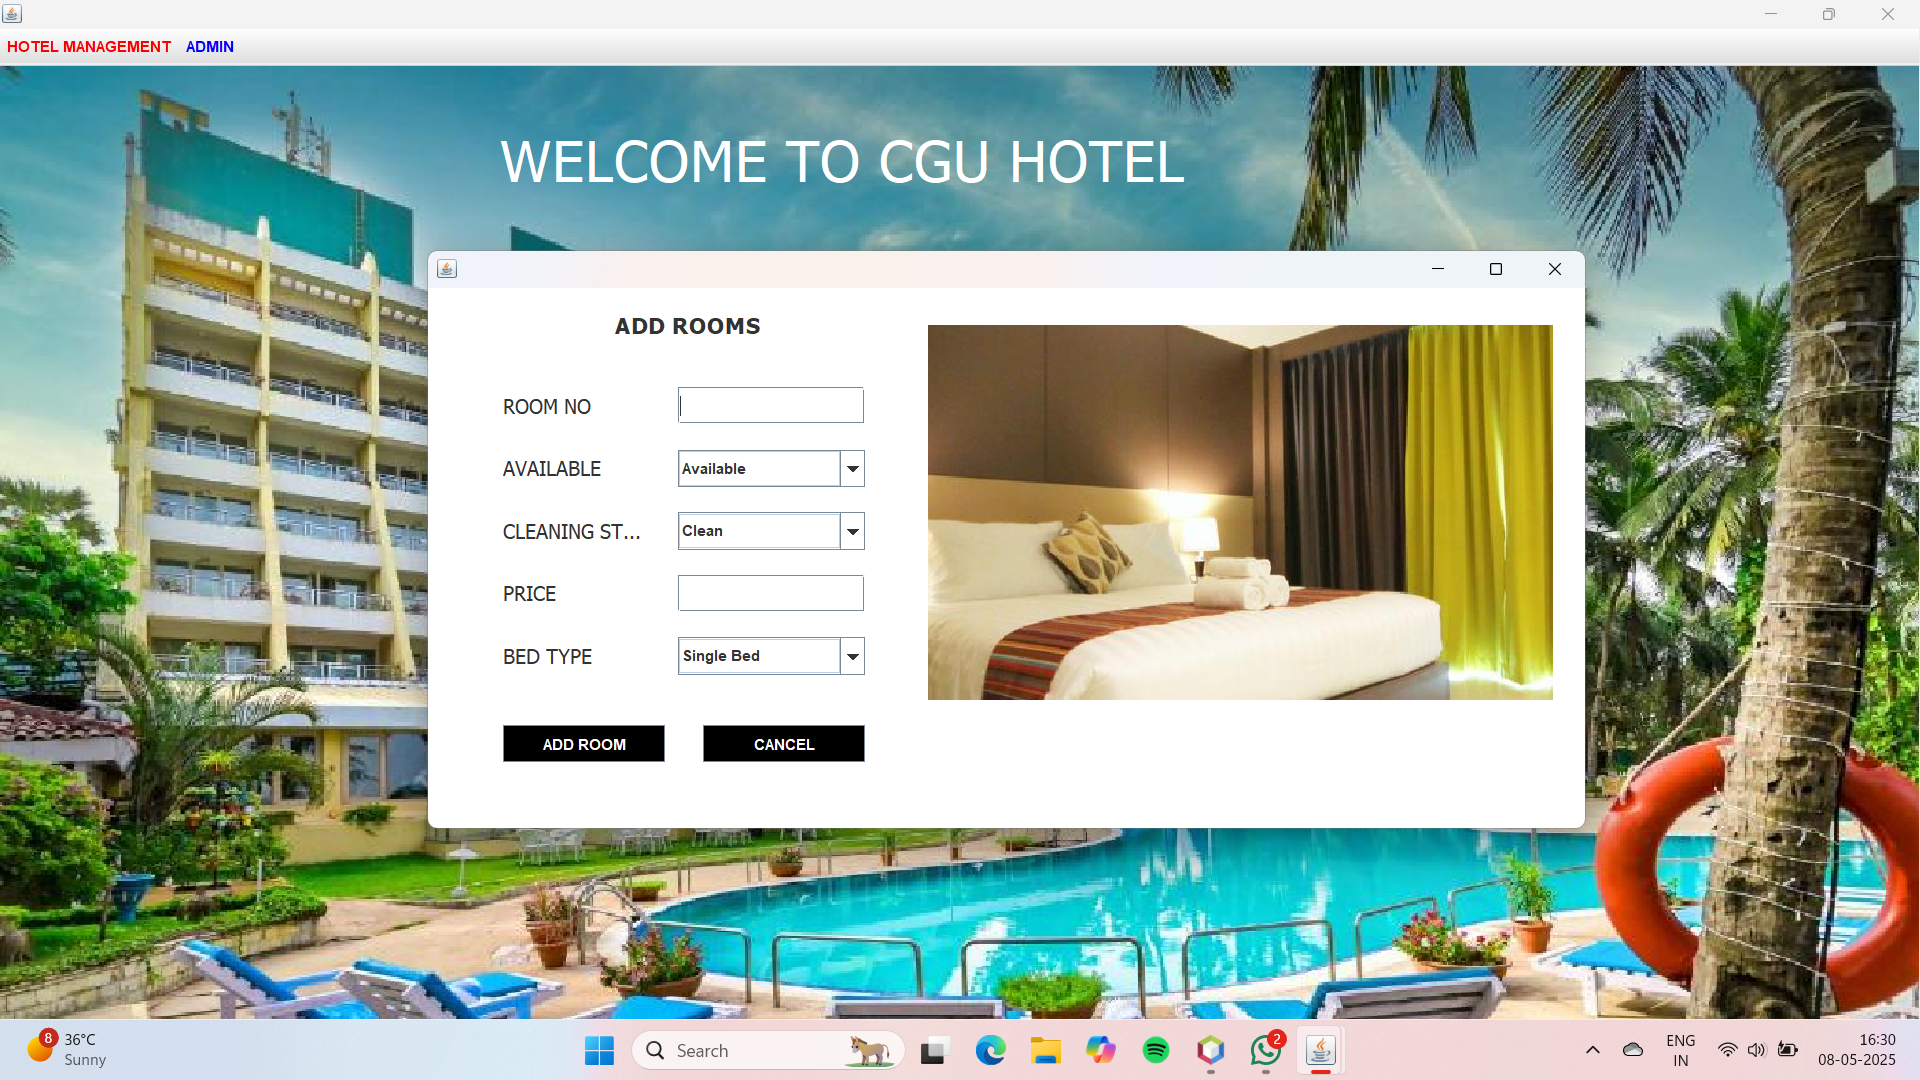 HOTEL MANAGEMENT ADMIN
WELCOME TO CGU HOTEL
ADD ROOMS
ROOM NO
AVAILABLE Available
CLEANING ST... Clean
PRICE
BED TYPE Single Bed
ADD ROOM CANCEL
8 36°C
Sunny
Search
2
ENG
IN
16:30
08-05-2025